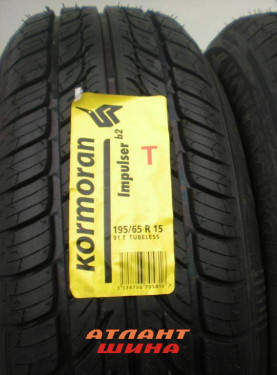 kormoran
Impulser b2
T
195/65 R 15
91 T TUBELESS
АТЛАНТ
ШИНА